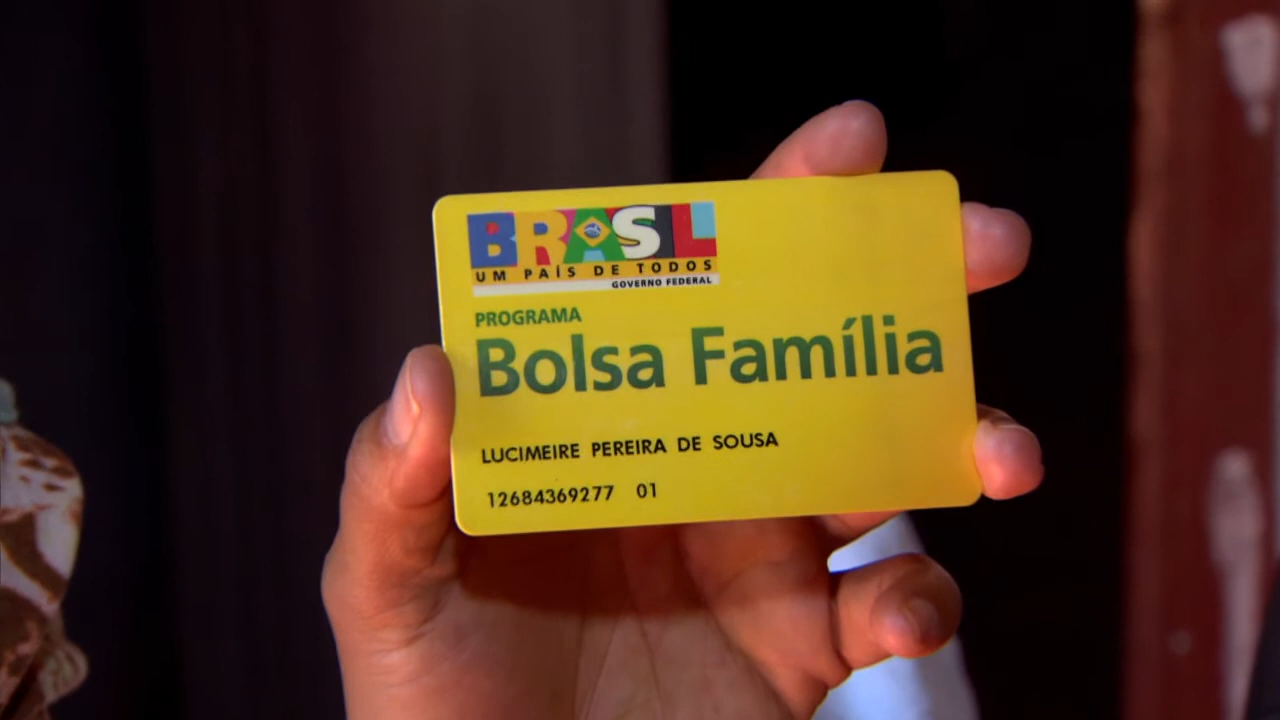 BRASIL
UM PAÍS DE TODOS
GOVERNO FEDERAL
PROGRAMA
Bolsa Família
LUCIMEIRE PEREIRA DE SOUSA
12684369277 01